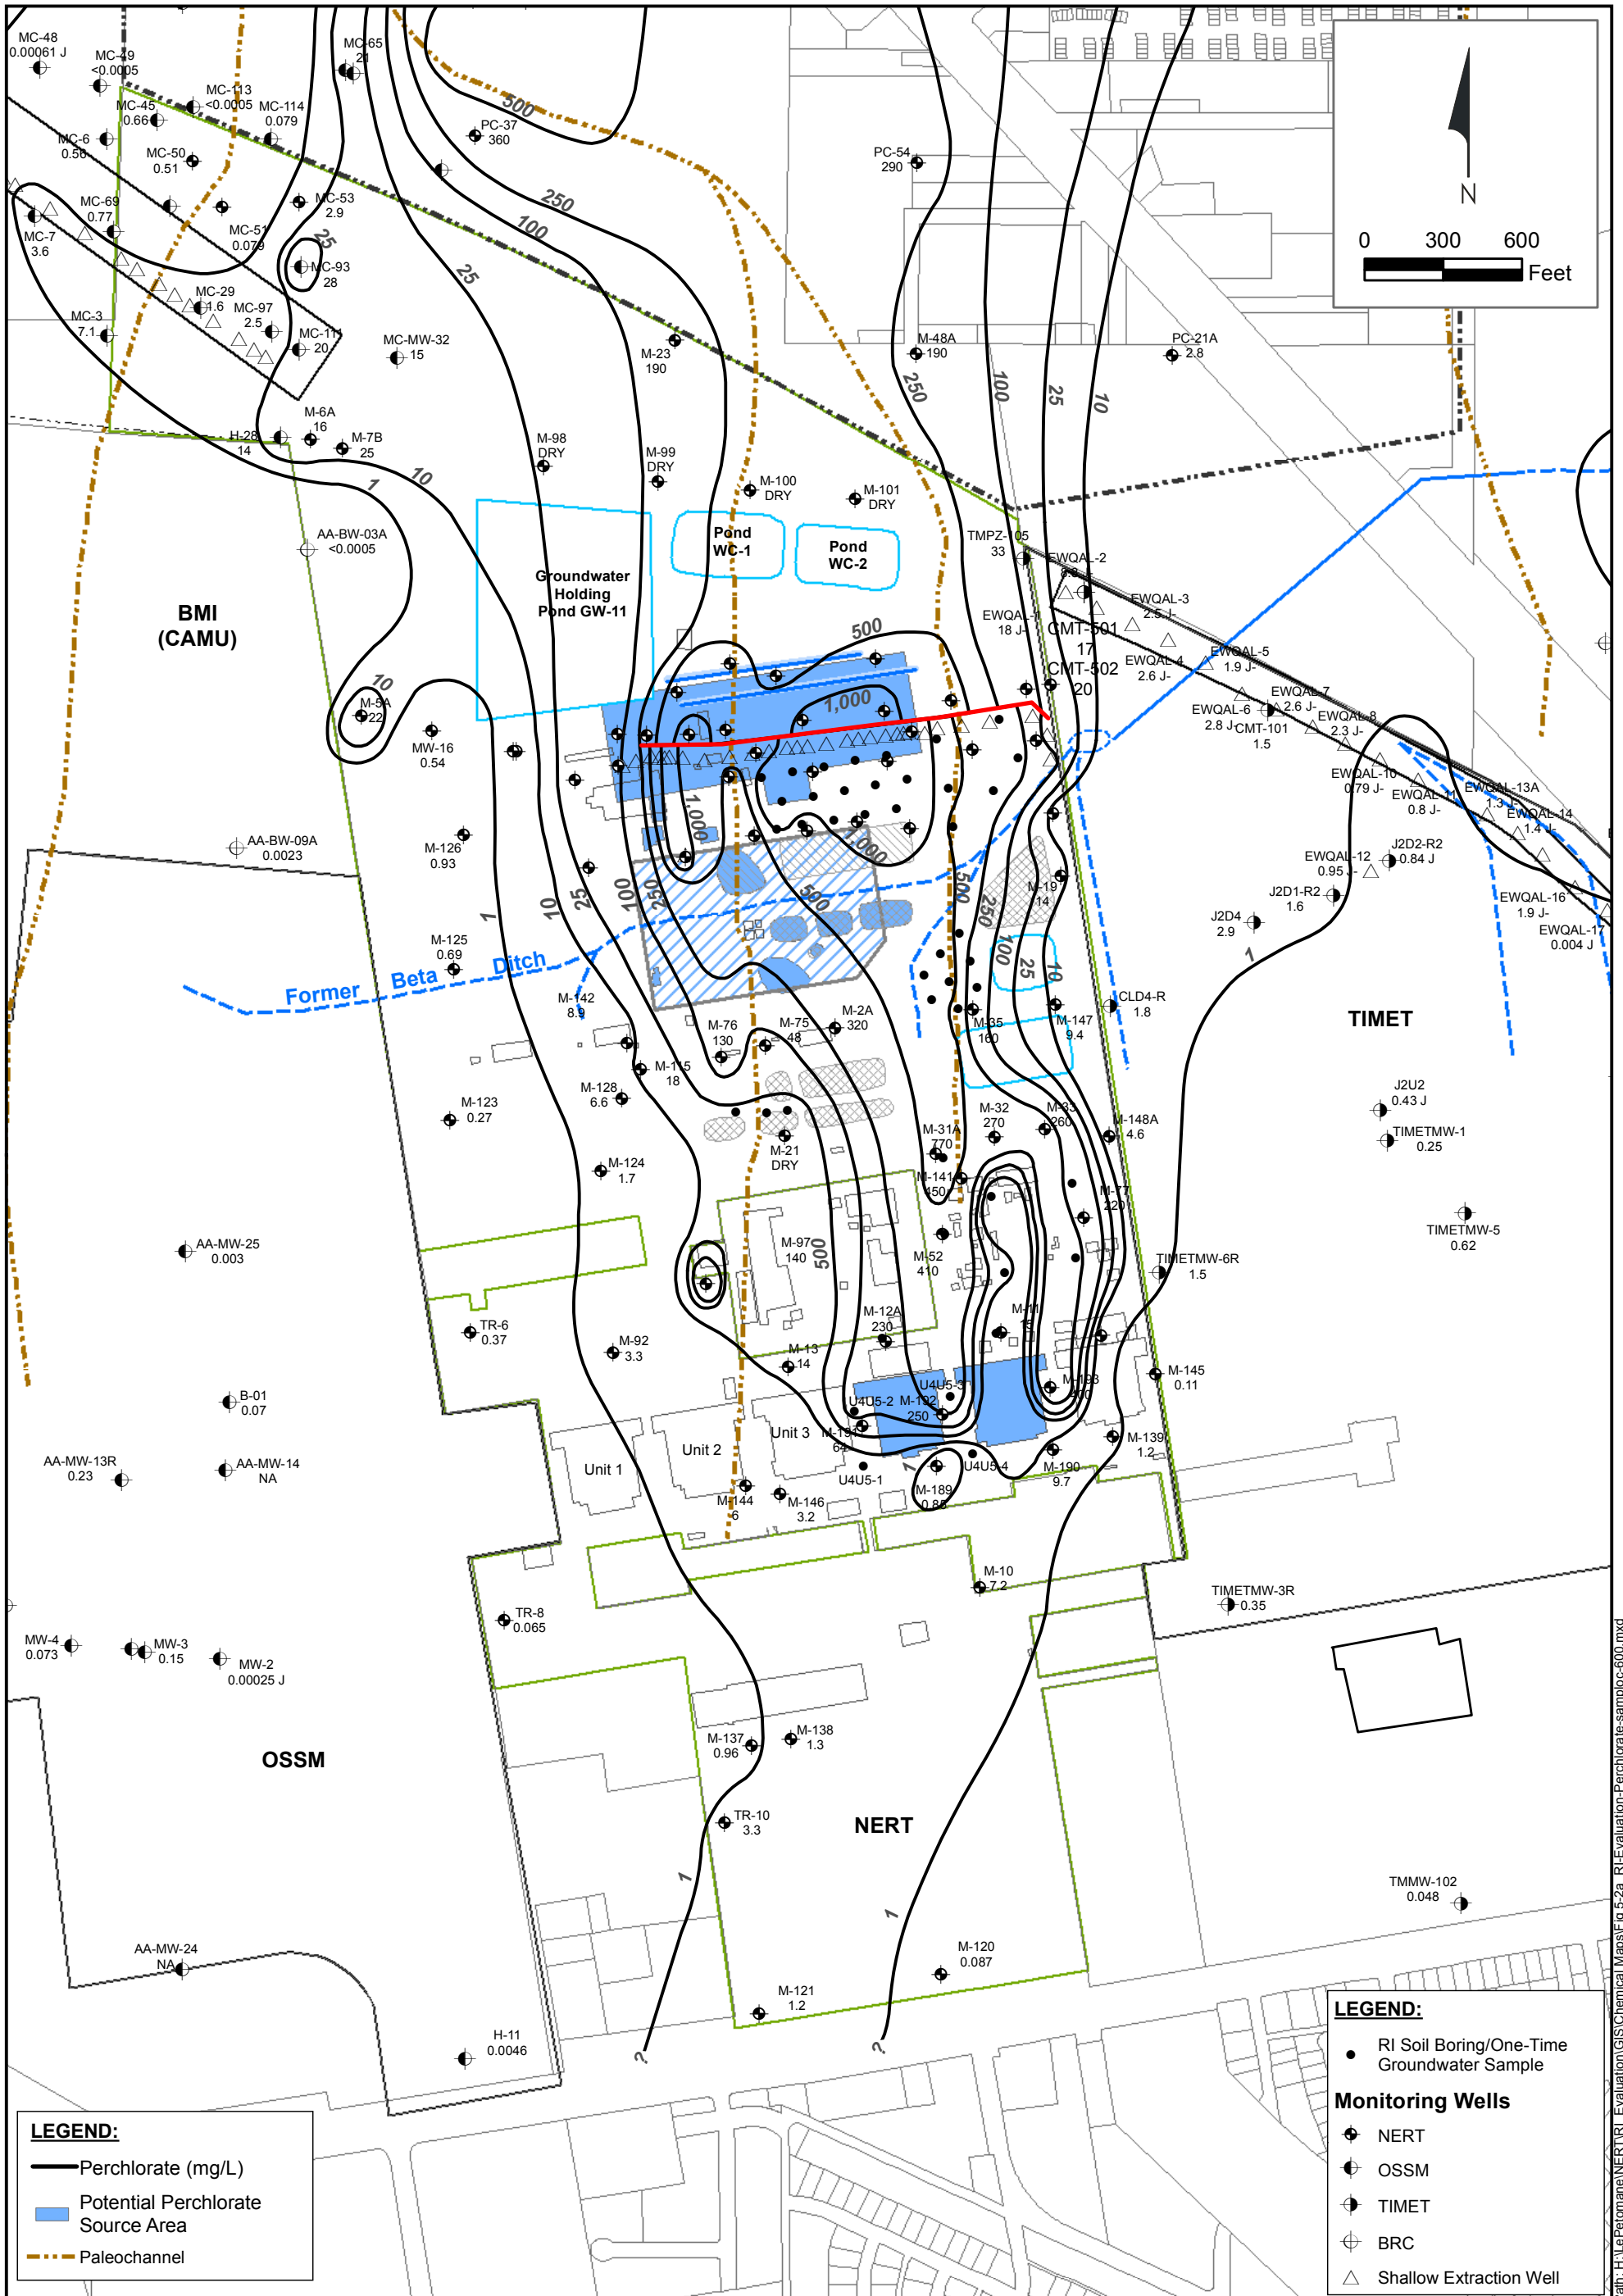 MC-48
0.00061 J
MC-49
<0.0005
MC-65
21
MC-113
<0.0005
MC-45
0.66
MC-114
0.079
MC-6
0.56
MC-50
0.51
PC-37
360
500
PC-54
290
N
0 300 600
Feet
MC-69
0.77
MC-53
2.9
MC-7
3.6
MC-51
0.079
250
100
25
25
MC-93
28
MC-29
1.6
MC-97
2.5
MC-3
7.1
MC-111
20
MC-MW-32
15
M-23
190
M-48A
190
PC-21A
2.8
250
100
25
10
M-6A
16
H-28
14
M-7B
25
M-98
DRY
M-99
DRY
M-100
DRY
M-101
DRY
10
1
AA-BW-03A
<0.0005
Pond
WC-1
Pond
WC-2
TMPZ-105
33
EWQAL-2
Groundwater
Holding
Pond GW-11
BMI
(CAMU)
EWQAL-3
2.5 J-
EWQAL-1
18 J-
CMT-501
17
500
EWQAL-5
1.9 J-
EWQAL-4
2.6 J-
CMT-502
20
10
M-5A
22
1,000
EWQAL-7
2.6 J-
EWQAL-6
2.8 J-
EWQAL-8
2.3 J-
CMT-101
1.5
MW-16
0.54
EWQAL-10
0.79 J-
EWQAL-11
0.8 J-
EWQAL-13A
1.3 J-
EWQAL-14
1.4 J-
1,000
M-126
0.93
AA-BW-09A
0.0023
1,000
J2D2-R2
0.84 J
EWQAL-12
0.95 J-
M-19
14
J2D1-R2
1.6
EWQAL-16
1.9 J-
EWQAL-17
0.004 J
J2D4
2.9
1
10
25
100
250
500
500
250
100
25
10
1
M-125
0.69
Former Beta Ditch
M-142
8.9
M-76
130
M-75
48
M-2A
320
M-35
160
M-147
9.4
CLD4-R
1.8
TIMET
M-115
18
M-128
6.6
M-123
0.27
M-21
DRY
M-31A
770
M-32
270
M-33
260
M-148A
4.6
J2U2
0.43 J
TIMETMW-1
0.25
M-124
1.7
M-141
450
M-77
220
TIMETMW-5
0.62
AA-MW-25
0.003
M-97
140
500
M-52
410
TIMETMW-6R
1.5
TR-6
0.37
M-92
3.3
M-12A
230
M-11
15
M-13
14
M-145
0.11
B-01
0.07
U4U5-3
U4U5-2
M-192
250
M-193
400
M-191
64
Unit 3
Unit 2
Unit 1
M-139
1.2
AA-MW-13R
0.23
AA-MW-14
NA
U4U5-1
1
U4U5-4
M-190
9.7
M-189
0.85
M-144
6
M-146
3.2
M-10
7.2
TIMETMW-3R
0.35
TR-8
0.065
MW-4
0.073
MW-3
0.15
MW-2
0.00025 J
OSSM
M-137
0.96
M-138
1.3
TR-10
3.3
NERT
1
1
TMMW-102
0.048
AA-MW-24
NA
M-120
0.087
M-121
1.2
H-11
0.0046
?
?
LEGEND:
Perchlorate (mg/L)
Potential Perchlorate
Source Area
Paleochannel
LEGEND:
RI Soil Boring/One-Time
Groundwater Sample
Monitoring Wells
NERT
OSSM
TIMET
BRC
Shallow Extraction Well
Path: H:\LePetomane\NERT\RI_Evaluation\GIS\Chemical Maps\Fig 5-2a_RI-Evaluation-Perchlorate-samploc-600.mxd